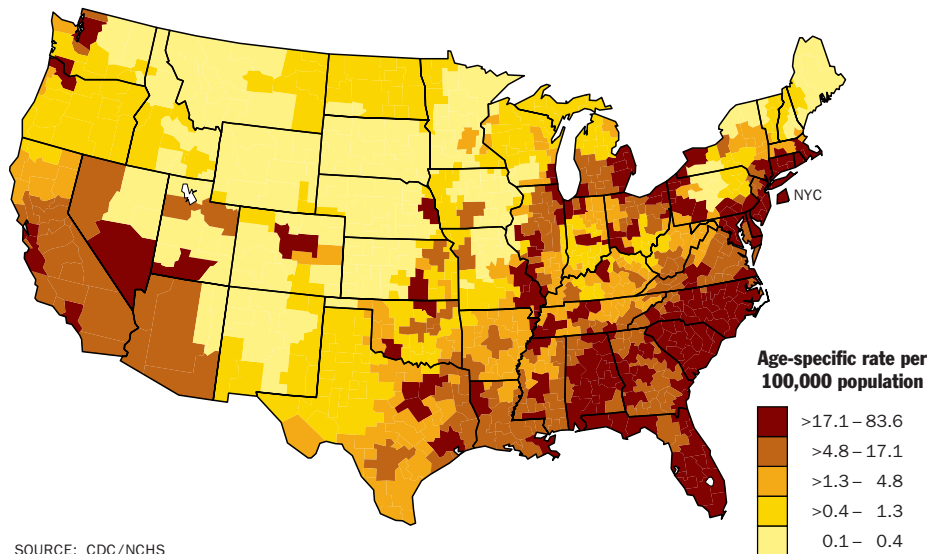 NYC
Age-specific rate per
100,000 population
>17.1 – 83.6
>4.8 – 17.1
>1.3 – 4.8
>0.4 – 1.3
0.1 – 0.4
SOURCE: CDC/NCHS